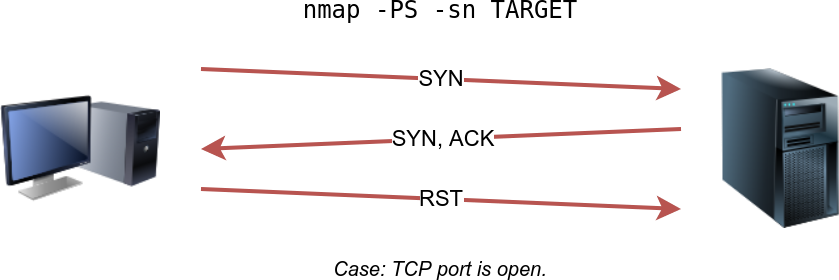 nmap -PS -sn TARGET
SYN
SYN, ACK
RST
Case: TCP port is open.